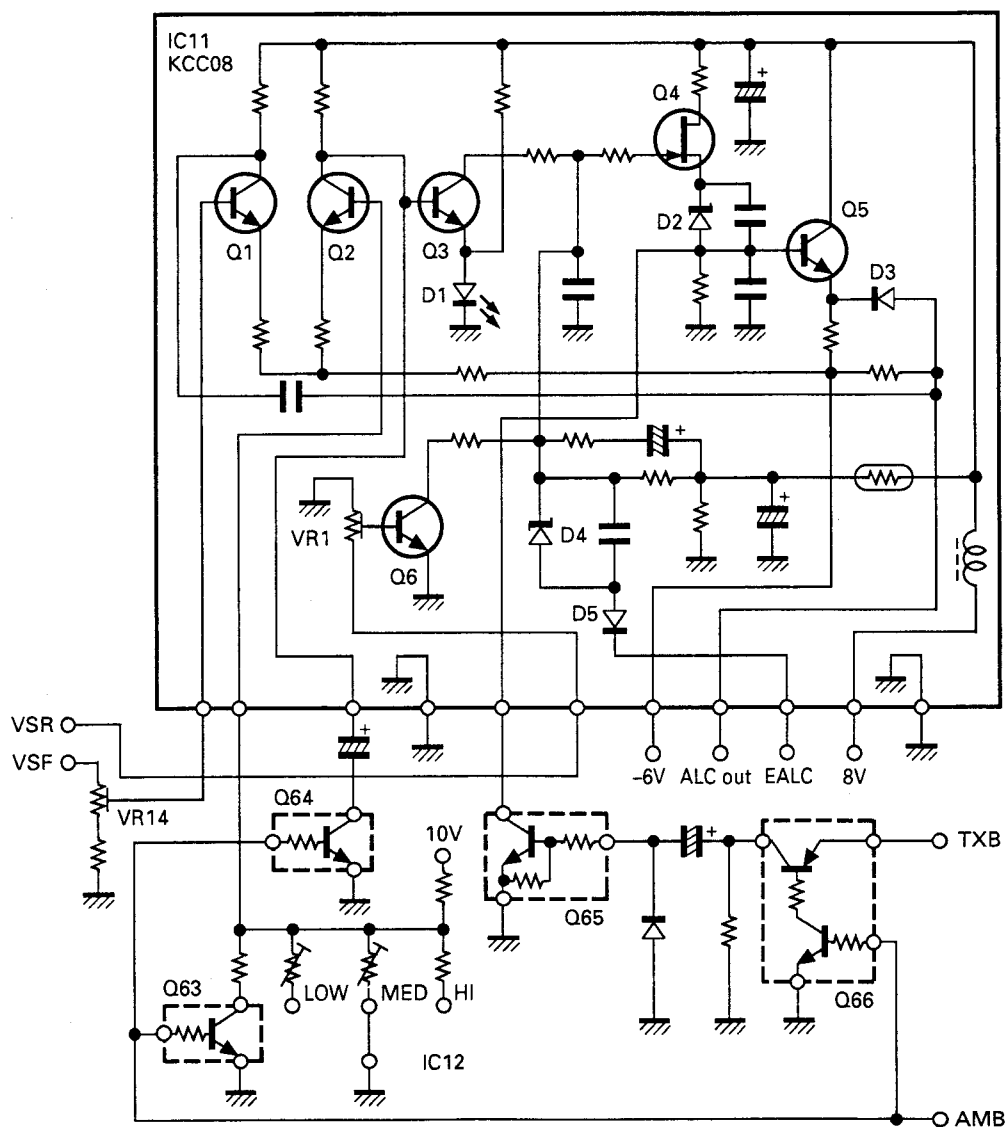 IC11
KCC08
Q4
D2
Q5
Q1
Q2
Q3
D1
D3
+
+
VR1
Q6
D4
+
D5
VSR
VSF
+
-6V
ALC out
EALC
8V
VR14
Q64
10V
+
TXB
Q65
Q63
LOW
MED
HI
Q66
IC12
AMB